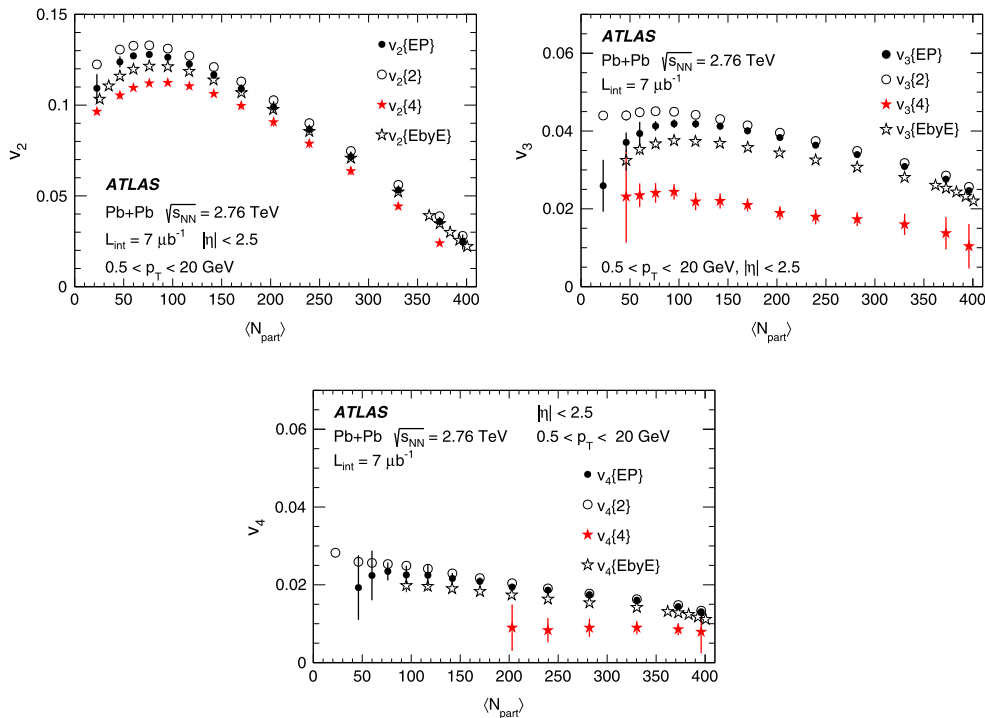 v₂
0.15
0.1
0.05
0
v₂{EP}
v₂{2}
v₂{4}
v₂{EbyE}
ATLAS
Pb+Pb √sNN = 2.76 TeV
Lint = 7 μb⁻¹ |η| < 2.5
0.5 < pT < 20 GeV
0 50 100 150 200 250 300 350 400
⟨Npart⟩
v₃
0.06
0.04
0.02
0
ATLAS
Pb+Pb √sNN = 2.76 TeV
Lint = 7 μb⁻¹
v₃{EP}
v₃{2}
v₃{4}
v₃{EbyE}
0.5 < pT < 20 GeV, |η| < 2.5
0 50 100 150 200 250 300 350 400
⟨Npart⟩
v₄
0.06
0.04
0.02
0
ATLAS |η| < 2.5
Pb+Pb √sNN = 2.76 TeV 0.5 < pT < 20 GeV
Lint = 7 μb⁻¹
v₄{EP}
v₄{2}
v₄{4}
v₄{EbyE}
0 50 100 150 200 250 300 350 400
⟨Npart⟩